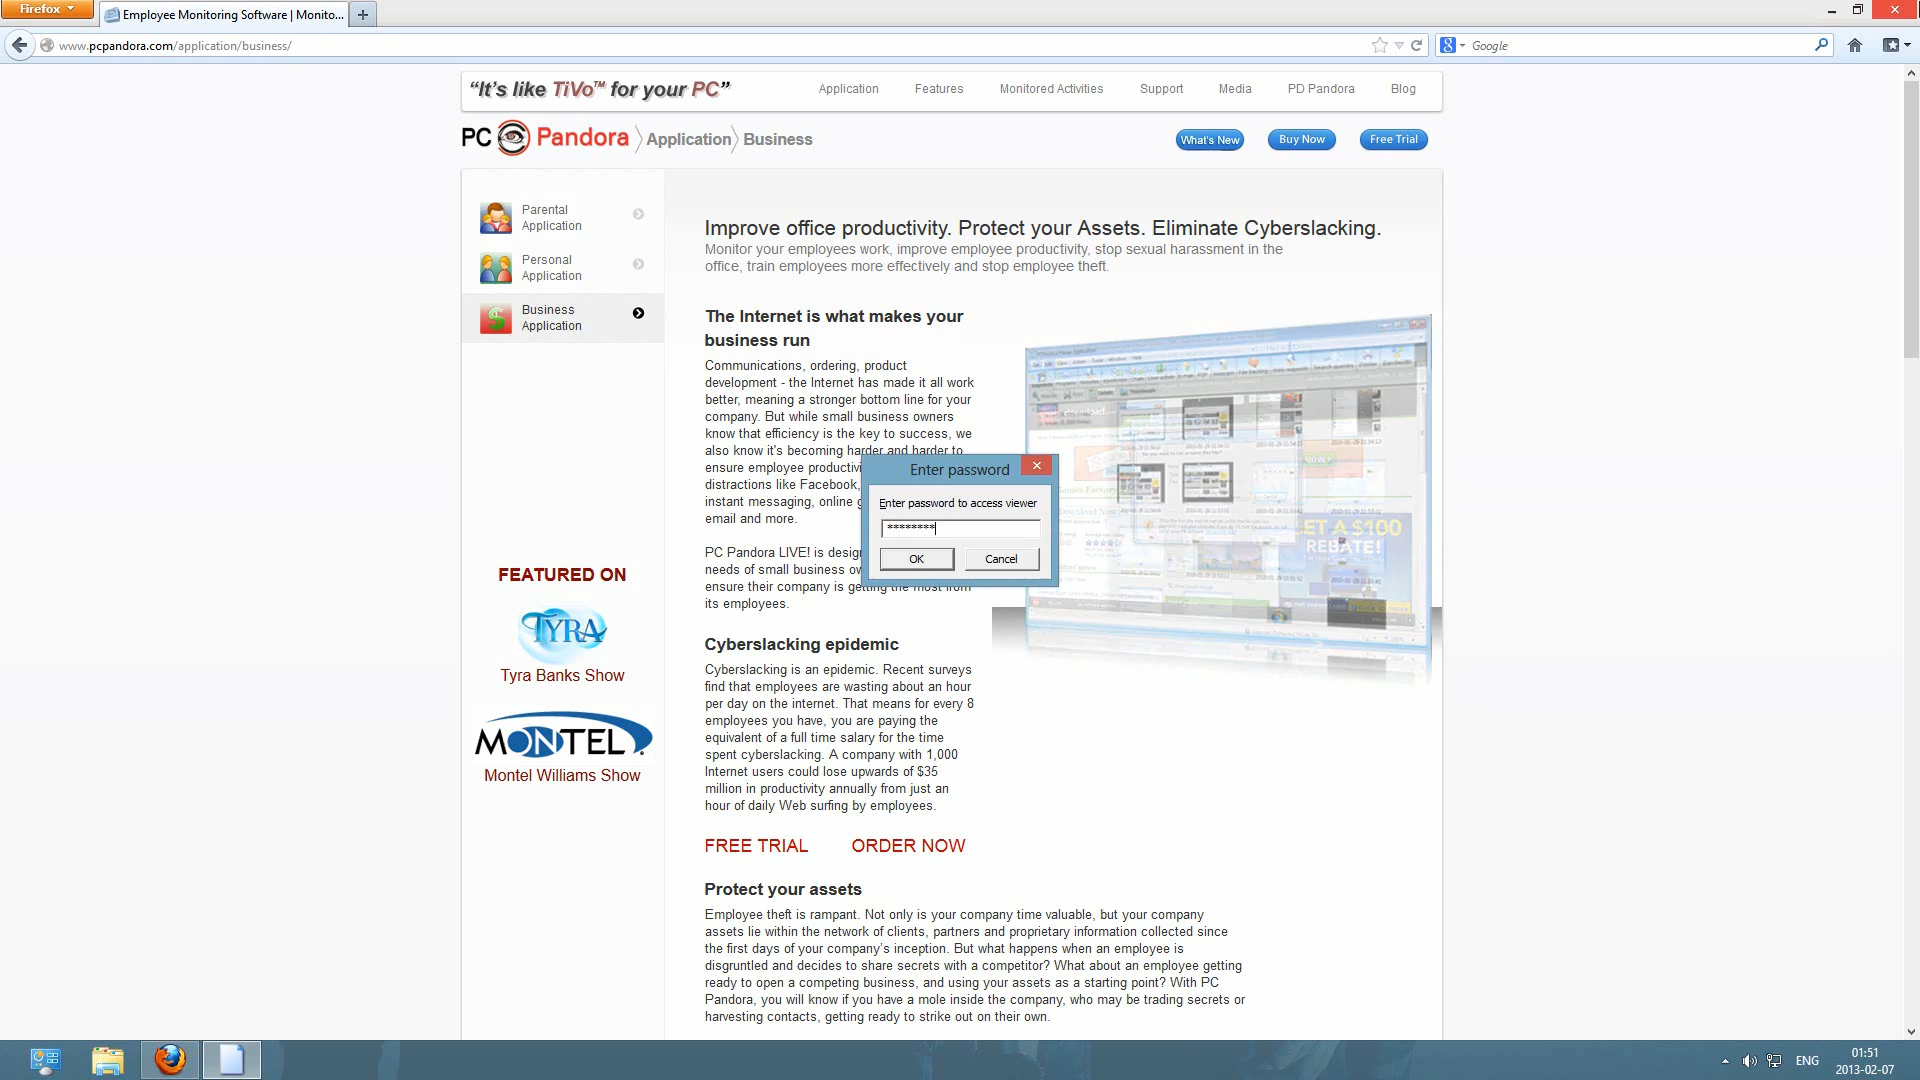 Firefox
Employee Monitoring Software | Monito...
www.pcpandora.com/application/business/
Google
"It's like TiVo™ for your PC"
Application
Features
Monitored Activities
Support
Media
PD Pandora
Blog
PC Pandora
Application
Business
What's New
Buy Now
Free Trial
Parental
Application
Personal
Application
Business
Application
Improve office productivity. Protect your Assets. Eliminate Cyberslacking.
Monitor your employees work, improve employee productivity, stop sexual harassment in the
office, train employees more effectively and stop employee theft.
The Internet is what makes your
business run
Communications, ordering, product
development - the Internet has made it all work
better, meaning a stronger bottom line for your
company. But while small business owners
know that efficiency is the key to success, we
also know it's becoming harder and harder to
ensure employee
distractions like Facebook,
instant messaging, online
email and more.
PC Pandora LIVE! is
needs of small business
ensure their company is getting the most from
its employees.
Enter password
Enter password to access viewer
********
OK
Cancel
GET A $100
REBATE!
FEATURED ON
TYRA
Tyra Banks Show
MONTEL.
Montel Williams Show
Cyberslacking epidemic
Cyberslacking is an epidemic. Recent surveys
find that employees are wasting about an hour
per day on the internet. That means for every 8
employees you have, you are paying the
equivalent of a full time salary for the time
spent cyberslacking. A company with 1,000
Internet users could lose upwards of $35
million in productivity annually from just an
hour of daily Web surfing by employees.
FREE TRIAL
ORDER NOW
Protect your assets
Employee theft is rampant. Not only is your company time valuable, but your company
assets lie within the network of clients, partners and proprietary information collected since
the first days of your company's inception. But what happens when an employee is
disgruntled and decides to share secrets with a competitor? What about an employee getting
ready to open a competing business, and using your assets as a starting point? With PC
Pandora, you will know if you have a mole inside the company, who may be trading secrets or
harvesting contacts, getting ready to strike out on their own.
ENG
01:51
2013-02-07